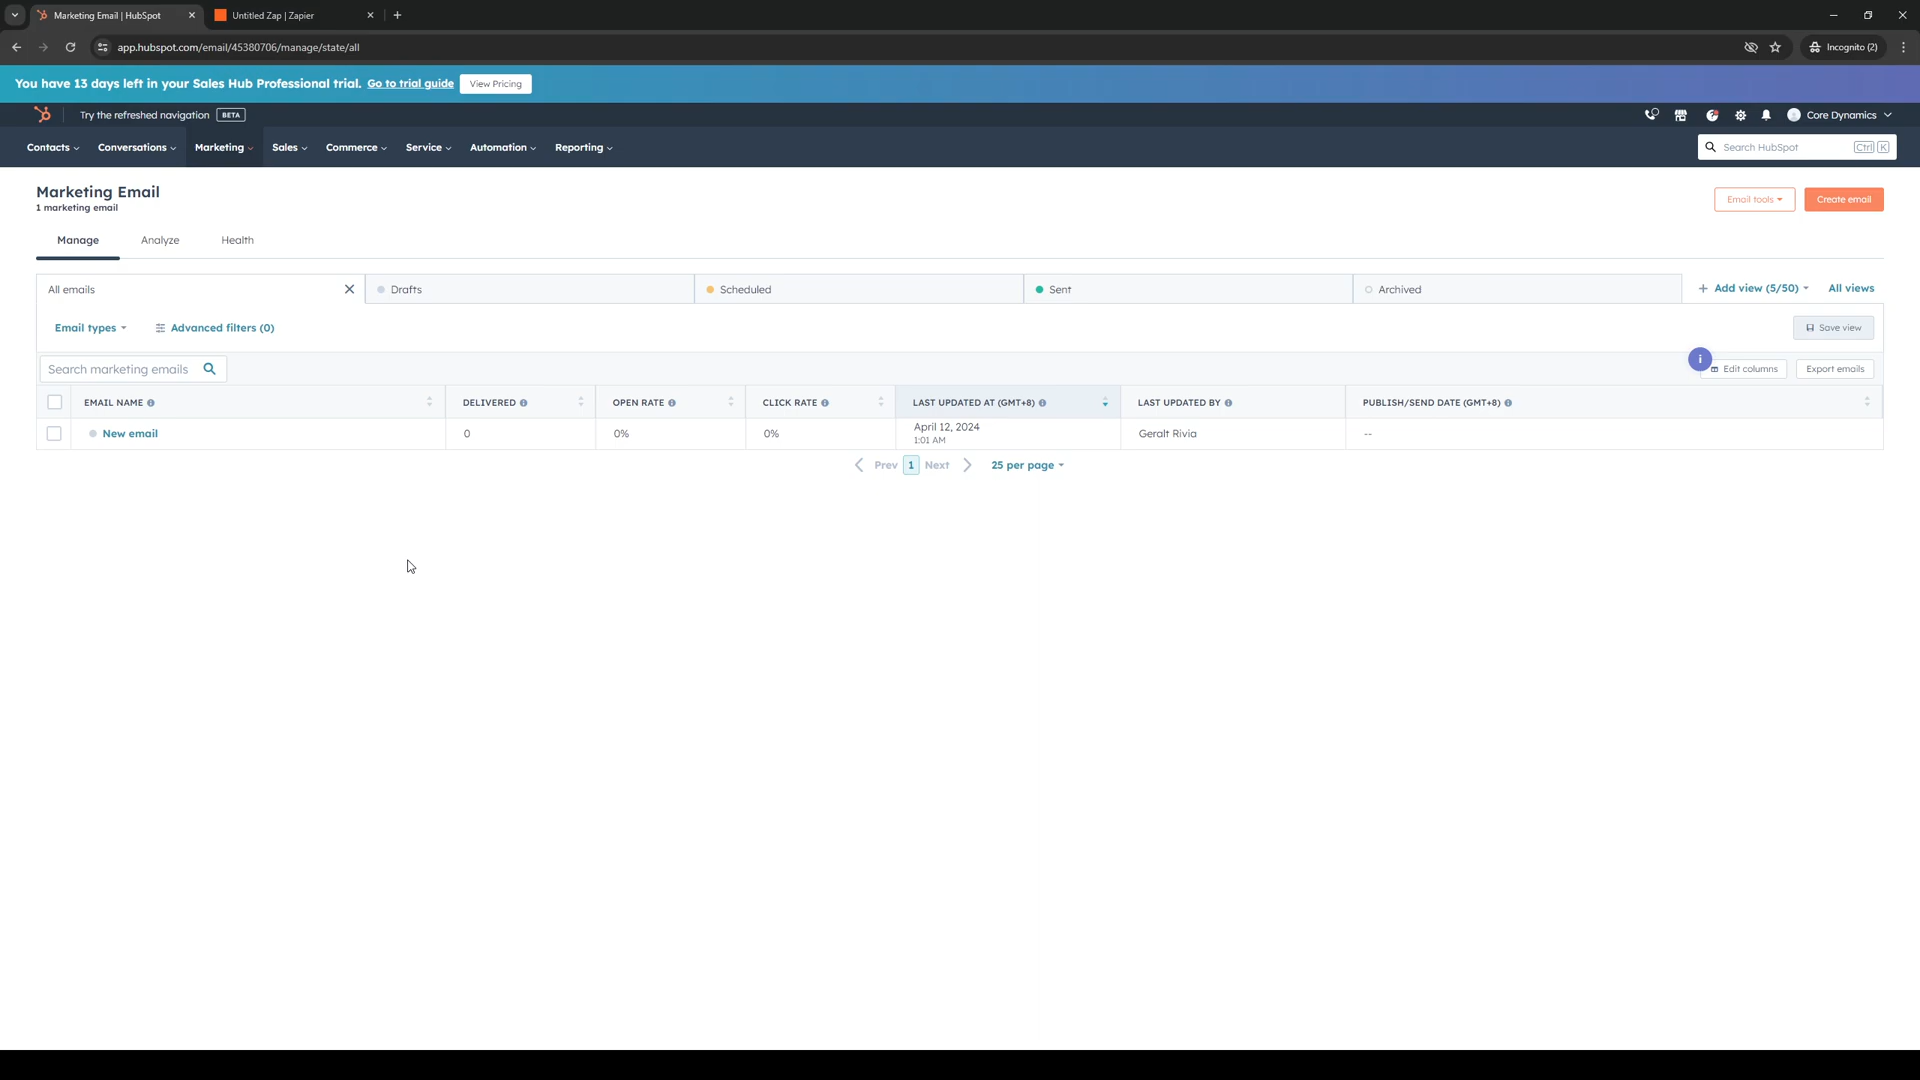 Marketing Email | HubSpot
Untitled Zap | Zapier
app.hubspot.com/email/45380706/manage/state/all
Incognito (2)
You have 13 days left in your Sales Hub Professional trial. Go to trial guide View Pricing
Try the refreshed navigation BETA
Core Dynamics
Contacts Conversations Marketing Sales Commerce Service Automation Reporting
Search HubSpot Ctrl K
Marketing Email
1 marketing email
Email tools Create email
Manage Analyze Health
All emails Drafts Scheduled Sent Archived + Add view (5/50) All views
Email types Advanced filters (0) Save view
Search marketing emails i Edit columns Export emails
EMAIL NAME DELIVERED OPEN RATE CLICK RATE LAST UPDATED AT (GMT+8) LAST UPDATED BY PUBLISH/SEND DATE (GMT+8)
New email 0 0% 0% April 12, 2024 Geralt Rivia --
1:01 AM
Prev 1 Next 25 per page